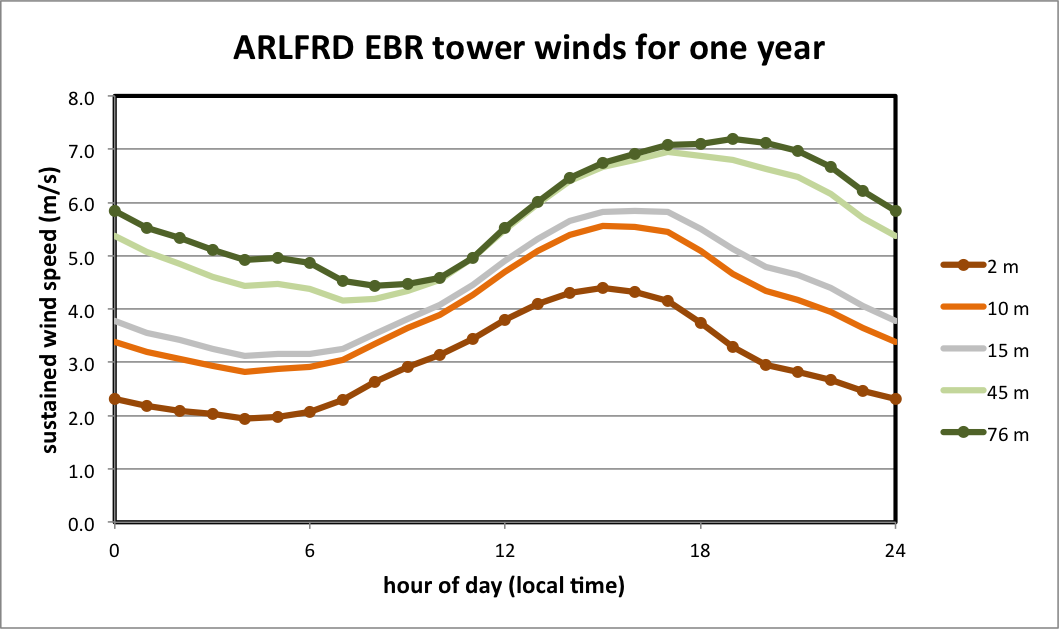 ARLFRD EBR tower winds for one year
8.0
7.0
6.0
5.0
4.0
3.0
2.0
1.0
0.0
sustained wind speed (m/s)
0 6 12 18 24
hour of day (local time)
2 m
10 m
15 m
45 m
76 m